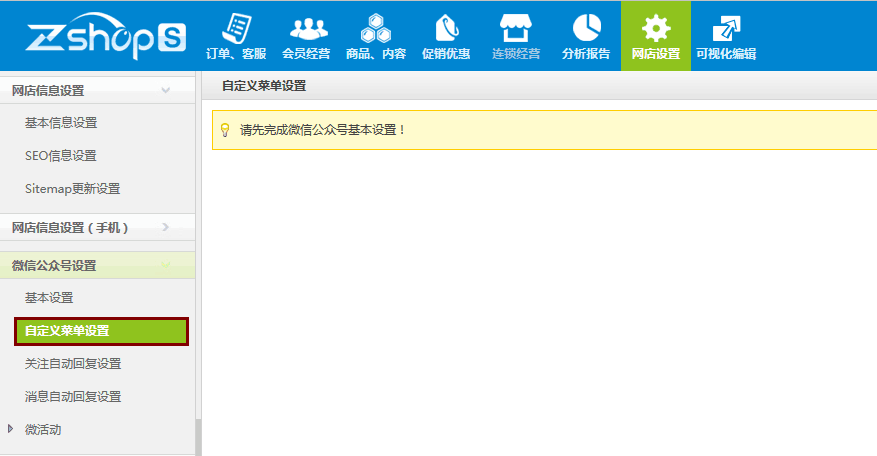 ZshopS
订单、客服
会员经营
商品、内容
促销优惠
连锁经营
分析报告
网店设置
可视化编辑
网店信息设置
基本信息设置
SEO信息设置
Sitemap更新设置
网店信息设置（手机）
微信公众号设置
基本设置
自定义菜单设置
关注自动回复设置
消息自动回复设置
微活动
自定义菜单设置
请先完成微信公众号基本设置！